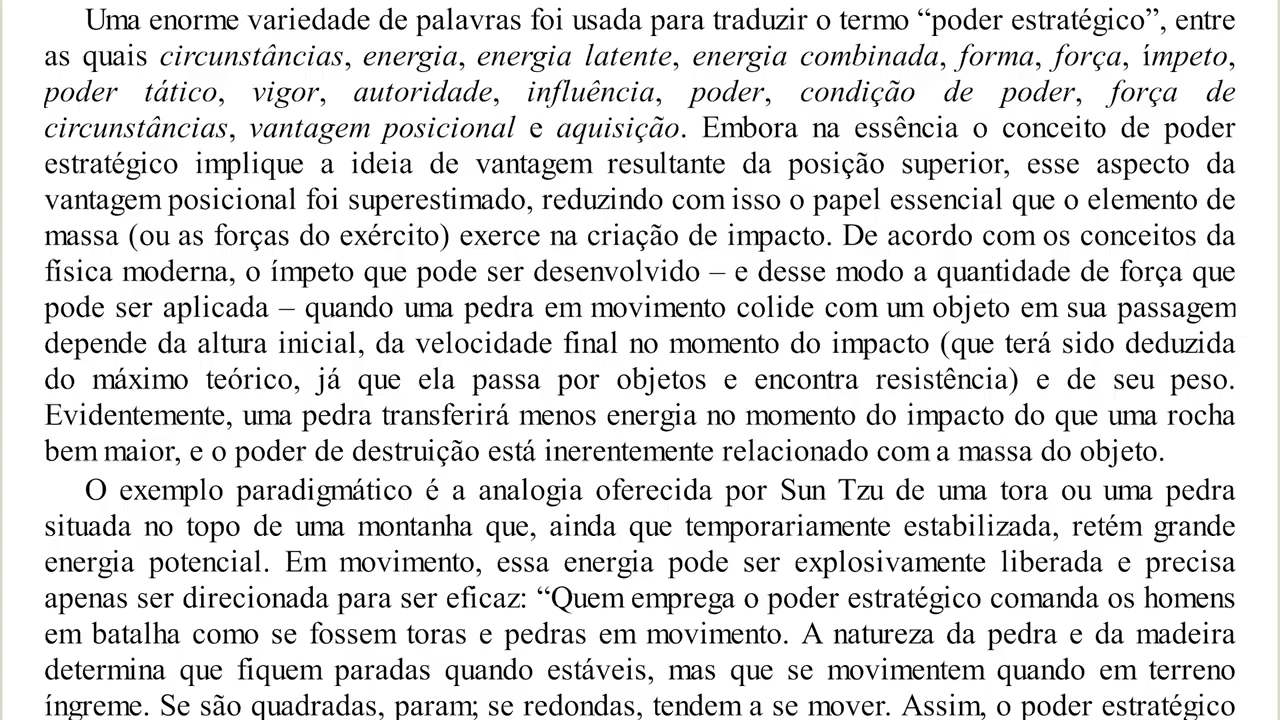 Uma enorme variedade de palavras foi usada para traduzir o termo “poder estratégico”, entre
as quais circunstâncias, energia, energia latente, energia combinada, forma, força, ímpeto,
poder tático, vigor, autoridade, influência, poder, condição de poder, força de
circunstâncias, vantagem posicional e aquisição. Embora na essência o conceito de poder
estratégico implique a ideia de vantagem resultante da posição superior, esse aspecto da
vantagem posicional foi superestimado, reduzindo com isso o papel essencial que o elemento de
massa (ou as forças do exército) exerce na criação de impacto. De acordo com os conceitos da
física moderna, o ímpeto que pode ser desenvolvido – e desse modo a quantidade de força que
pode ser aplicada – quando uma pedra em movimento colide com um objeto em sua passagem
depende da altura inicial, da velocidade final no momento do impacto (que terá sido deduzida
do máximo teórico, já que ela passa por objetos e encontra resistência) e de seu peso.
Evidentemente, uma pedra transferirá menos energia no momento do impacto do que uma rocha
bem maior, e o poder de destruição está inerentemente relacionado com a massa do objeto.
O exemplo paradigmático é a analogia oferecida por Sun Tzu de uma tora ou uma pedra
situada no topo de uma montanha que, ainda que temporariamente estabilizada, retém grande
energia potencial. Em movimento, essa energia pode ser explosivamente liberada e precisa
apenas ser direcionada para ser eficaz: “Quem emprega o poder estratégico comanda os homens
em batalha como se fossem toras e pedras em movimento. A natureza da pedra e da madeira
determina que fiquem paradas quando estáveis, mas que se movimentem quando em terreno
íngreme. Se são quadradas, param; se redondas, tendem a se mover. Assim, o poder estratégico